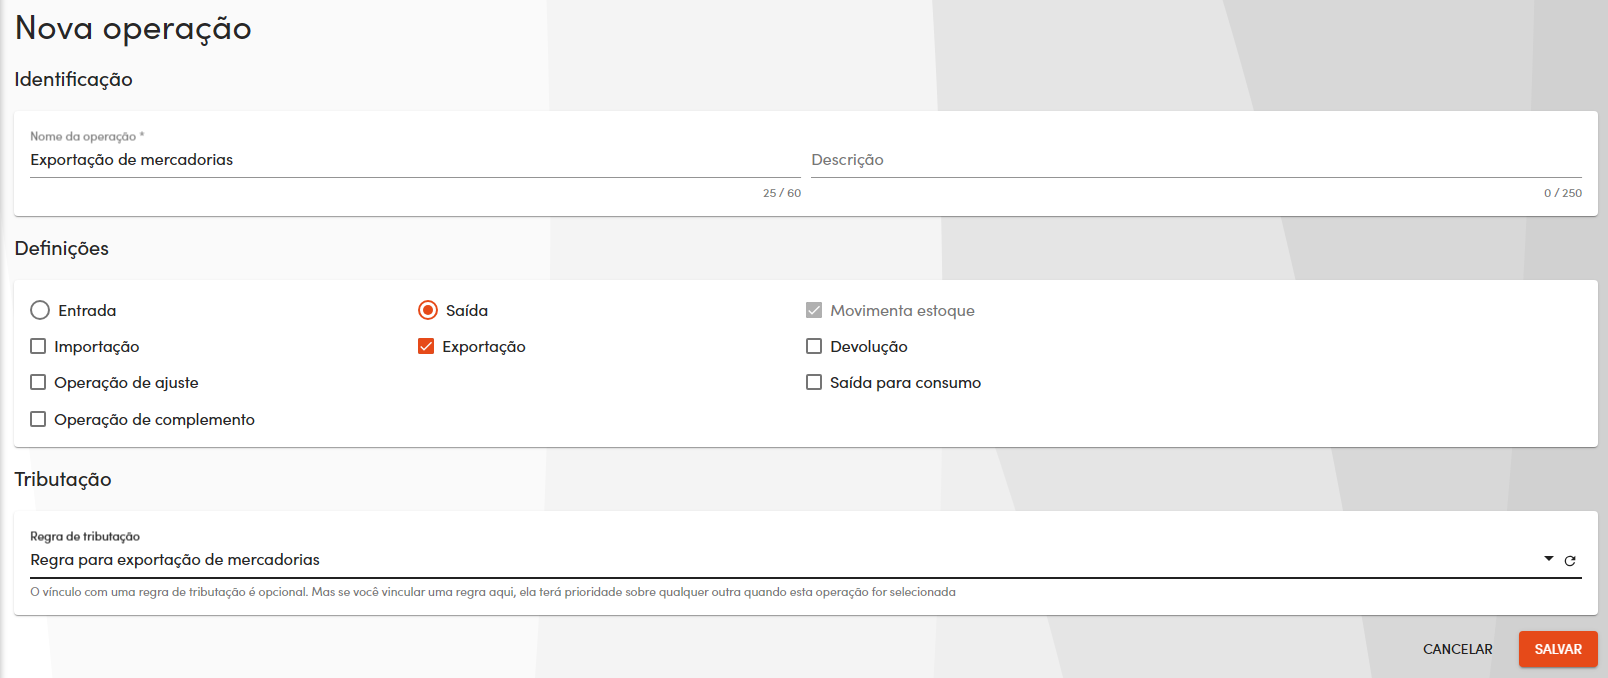 Nova operação
Identificação
Nome da operação *
Exportação de mercadorias
Descrição
25 / 60
0 / 250
Definições
Entrada
Saída
Movimenta estoque
Importação
Exportação
Devolução
Operação de ajuste
Saída para consumo
Operação de complemento
Tributação
Regra de tributação
Regra para exportação de mercadorias
O vínculo com uma regra de tributação é opcional. Mas se você vincular uma regra aqui, ela terá prioridade sobre qualquer outra quando esta operação for selecionada
CANCELAR
SALVAR